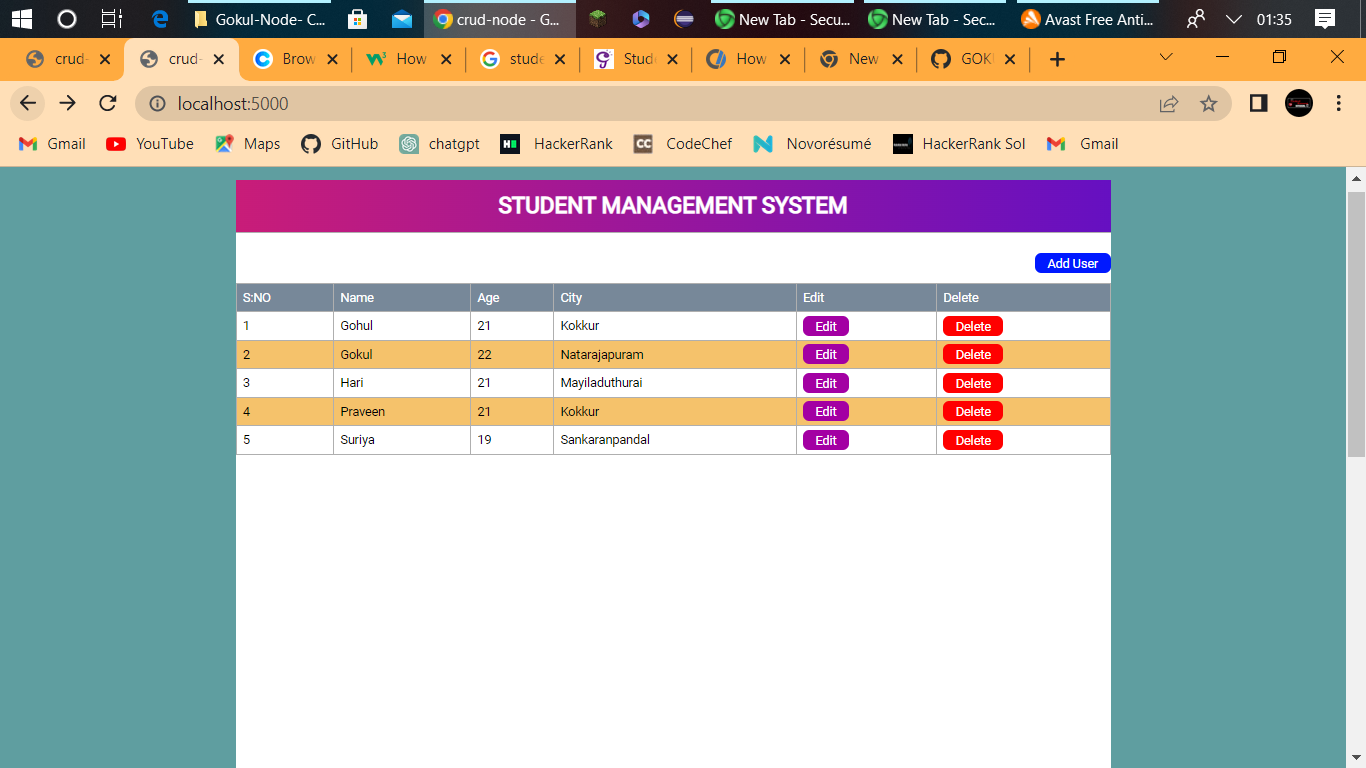 Gokul-Node- C... crud-node - G... New Tab - Secu... New Tab - Sec... Avast Free Anti... 01:35
crud- crud- Brow How stude Stud How New GOK
localhost:5000
Gmail YouTube Maps GitHub chatgpt HackerRank CodeChef Novorésumé HackerRank Sol Gmail
STUDENT MANAGEMENT SYSTEM
Add User
S:NO Name Age City Edit Delete
1 Gohul 21 Kokkur Edit Delete
2 Gokul 22 Natarajapuram Edit Delete
3 Hari 21 Mayiladuthurai Edit Delete
4 Praveen 21 Kokkur Edit Delete
5 Suriya 19 Sankaranpandal Edit Delete